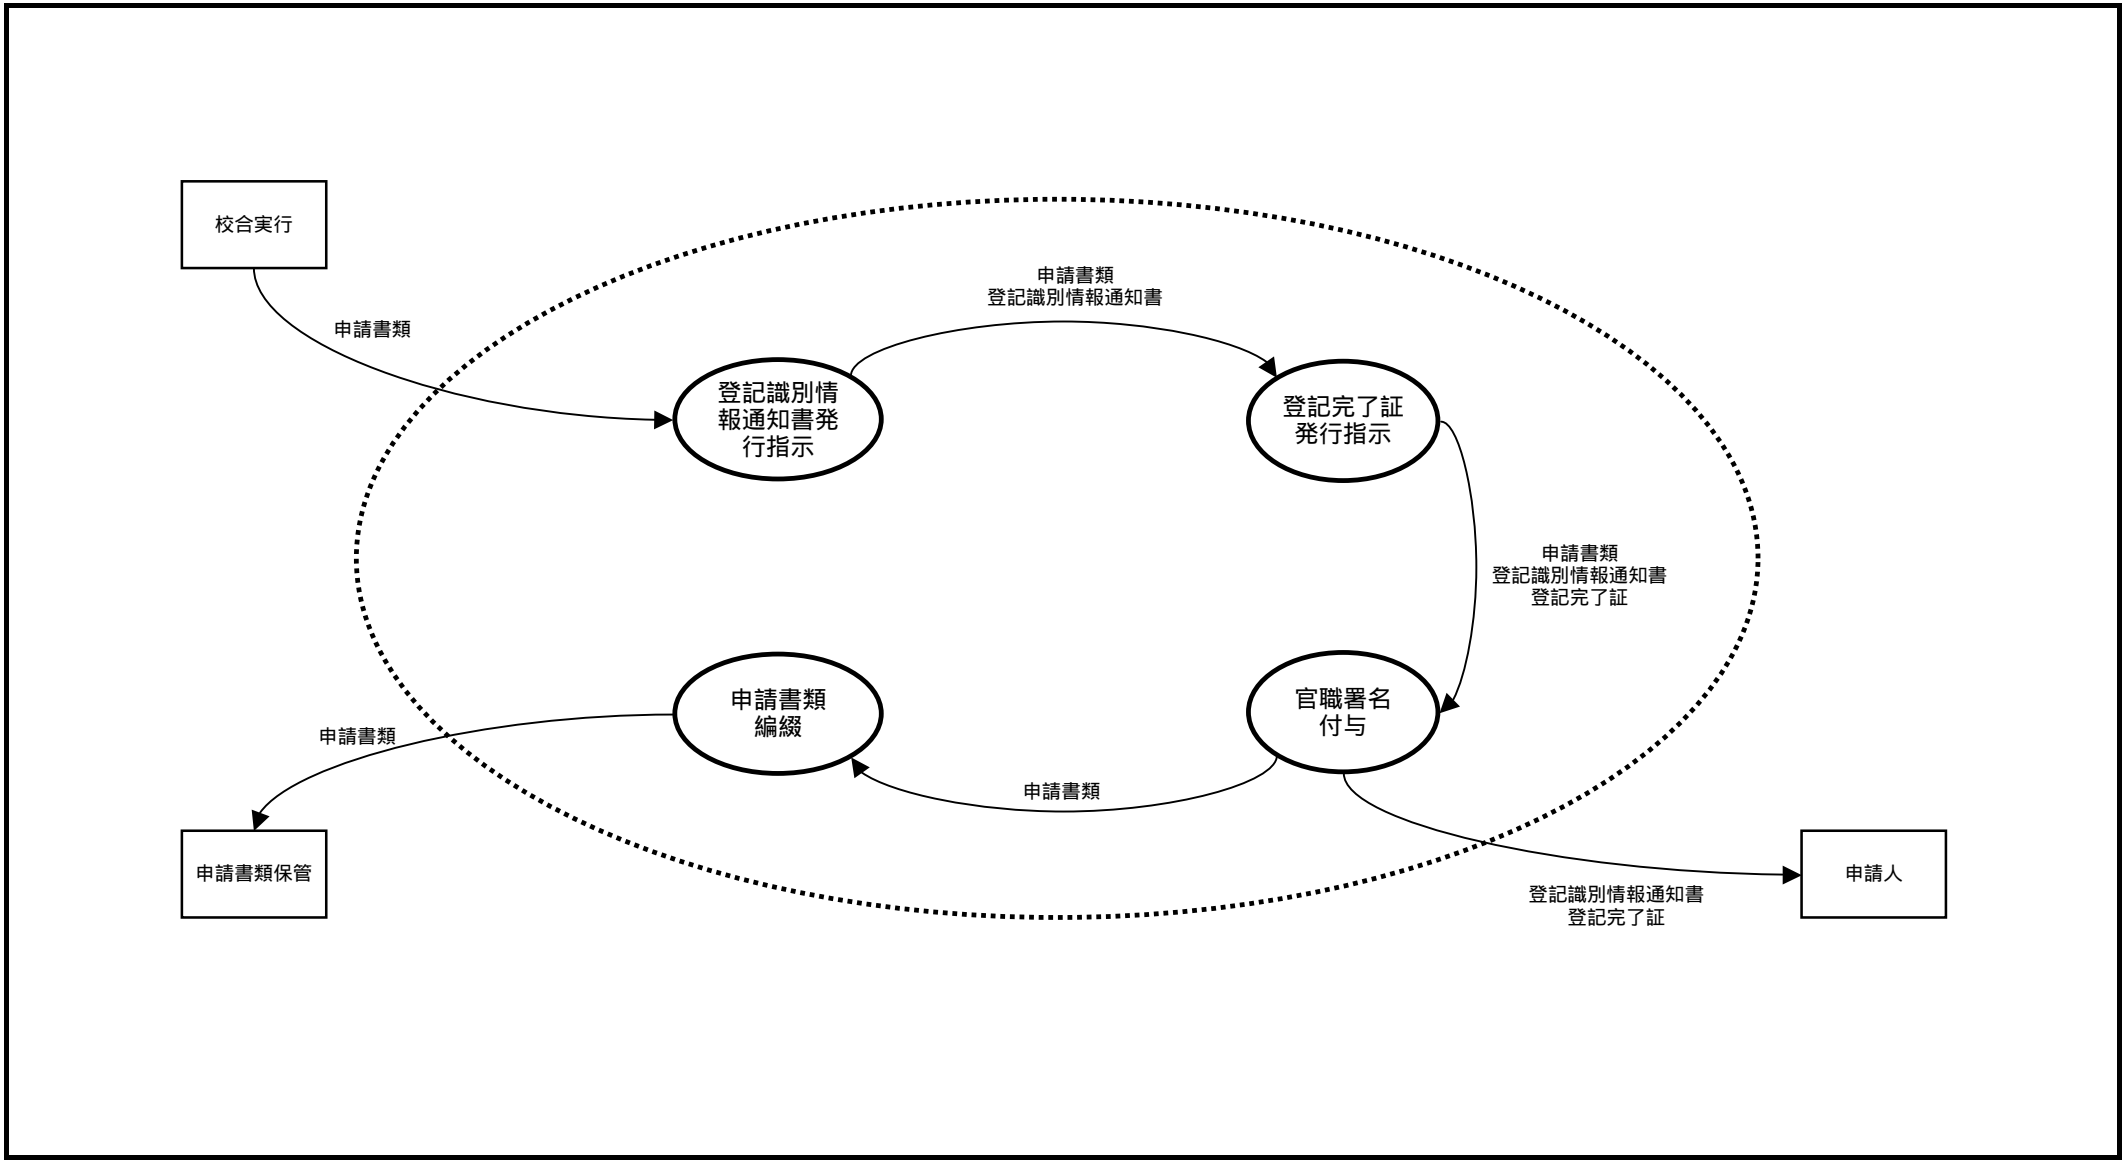 校合実行
申請書類
申請書類
登記識別情報通知書
登記識別情
報通知書発
行指示
登記完了証
発行指示
申請書類
登記識別情報通知書
登記完了証
官職署名
付与
申請書類
編綴
申請書類
申請書類
申請書類保管
登記識別情報通知書
登記完了証
申請人